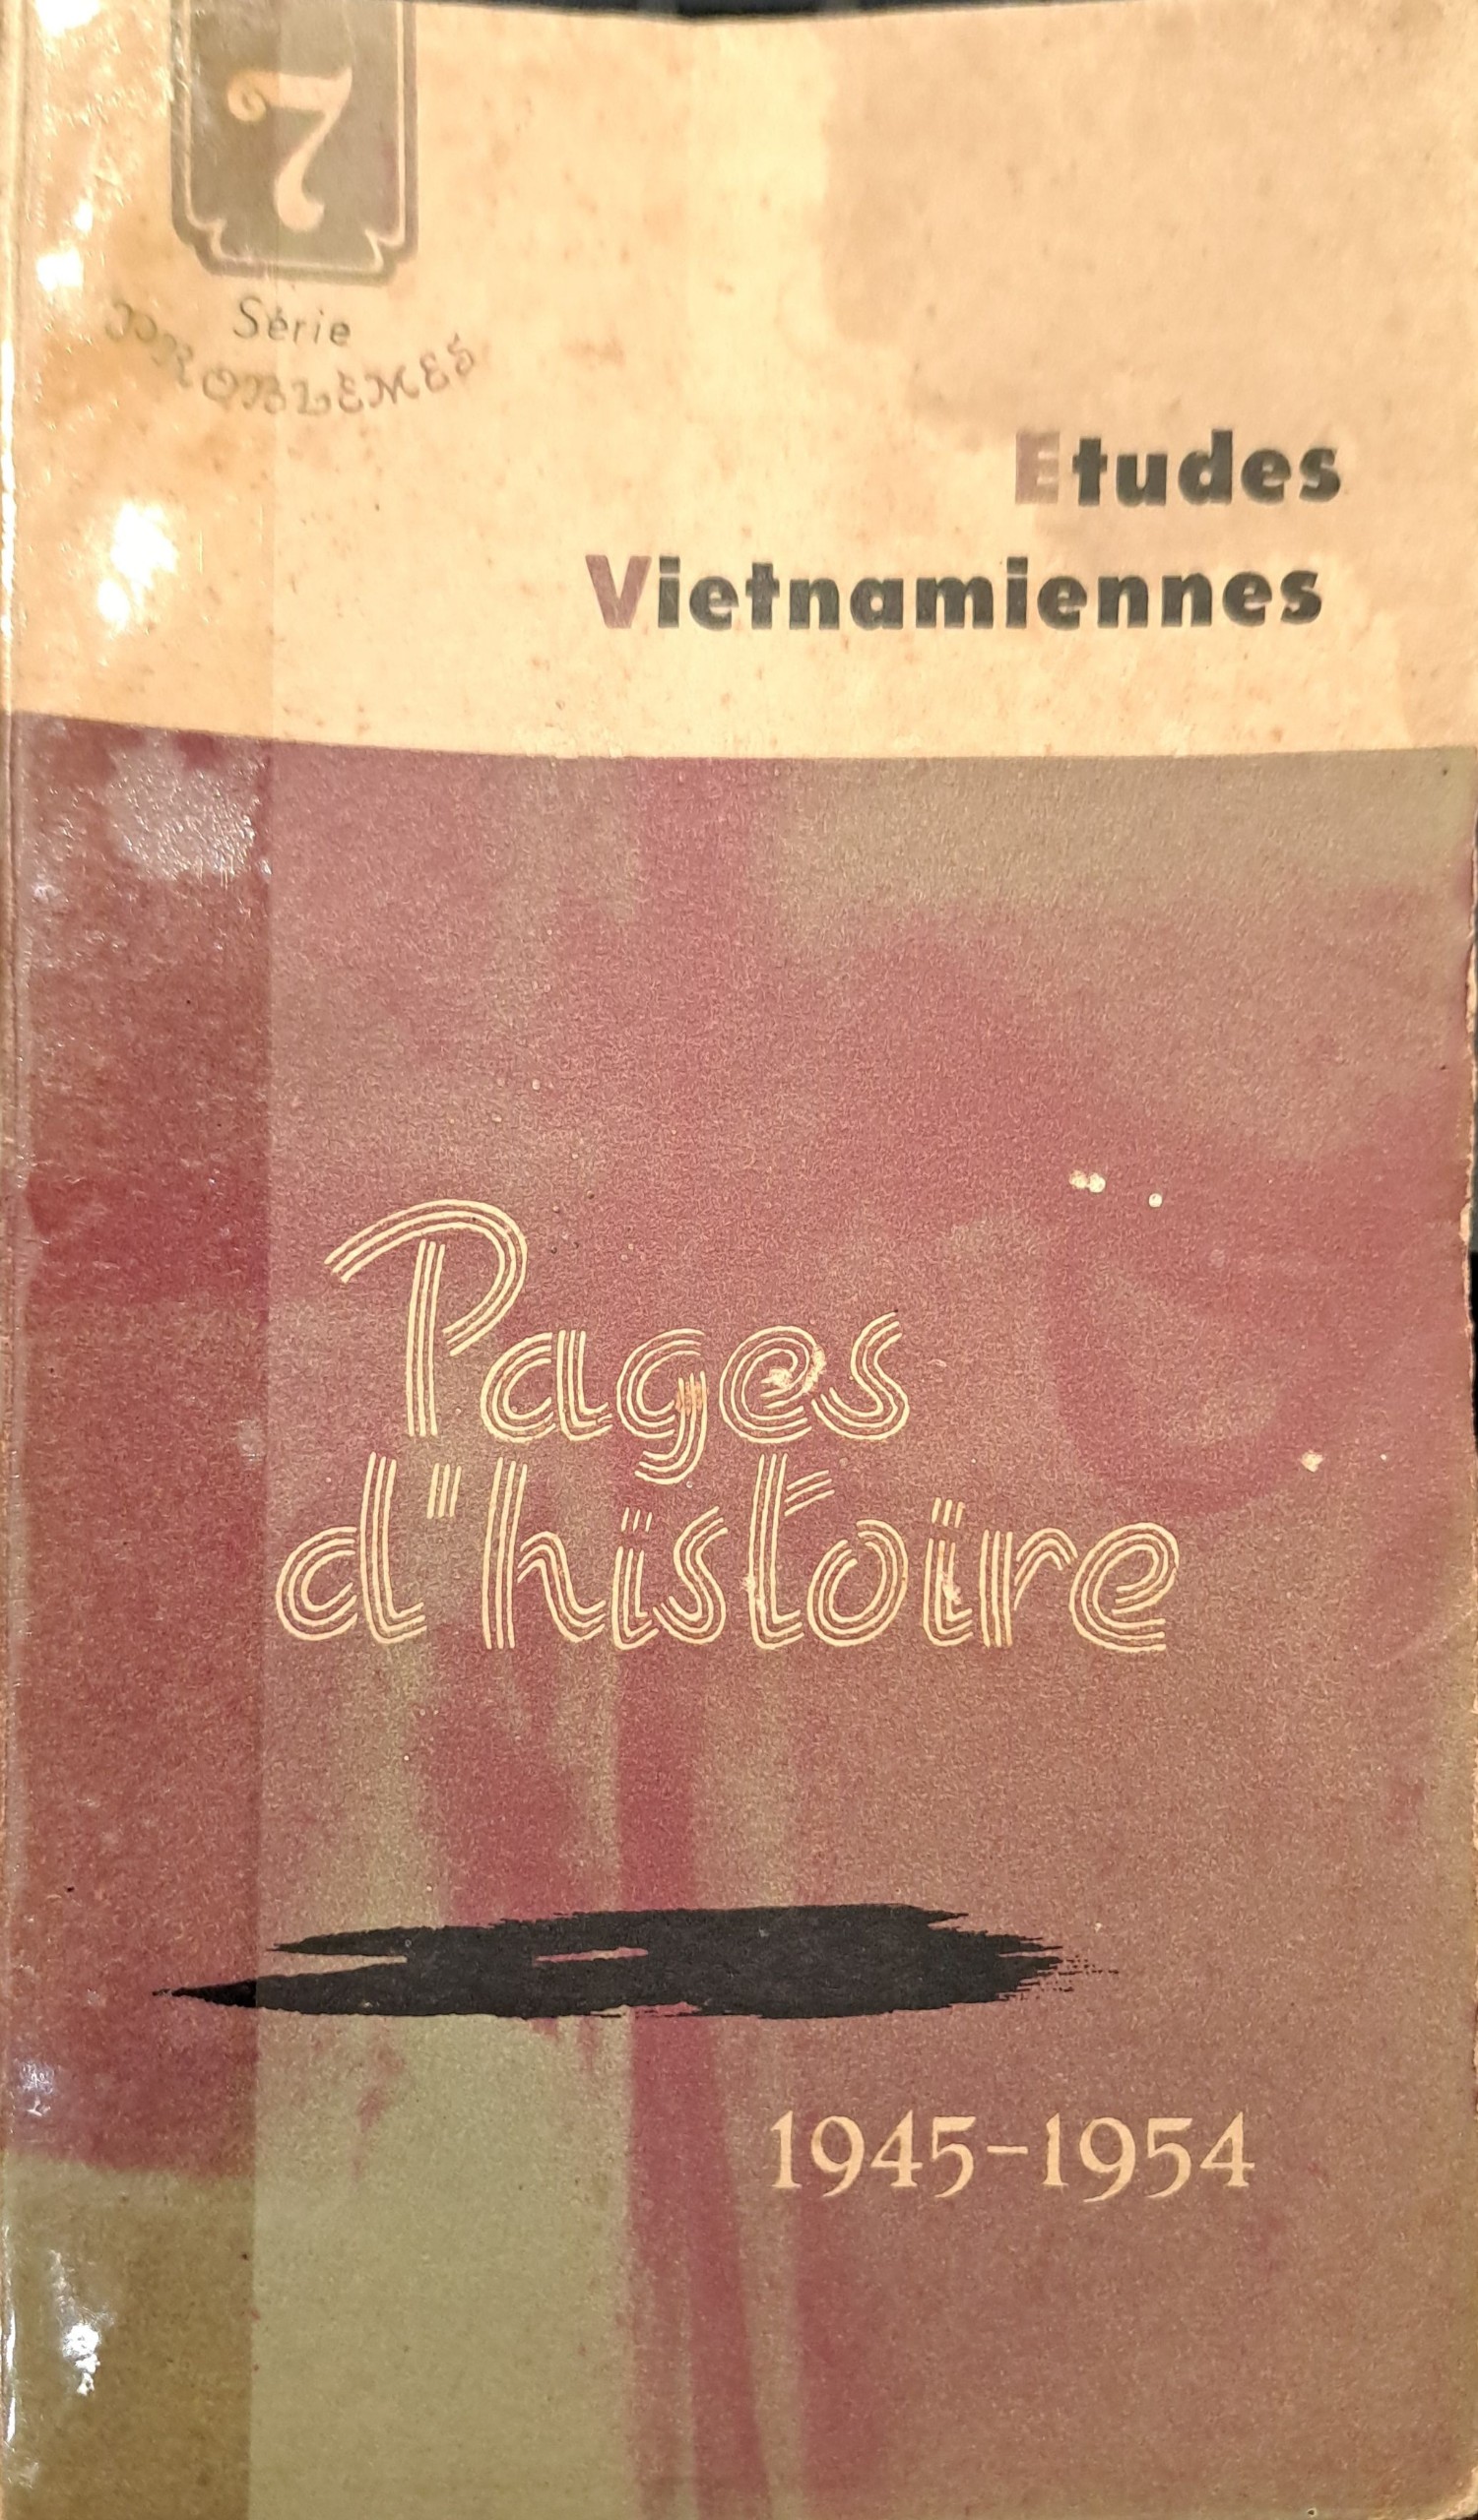 7
Série
PROBLEMES
Etudes
Vietnamiennes
Pages
d'histoire
1945-1954